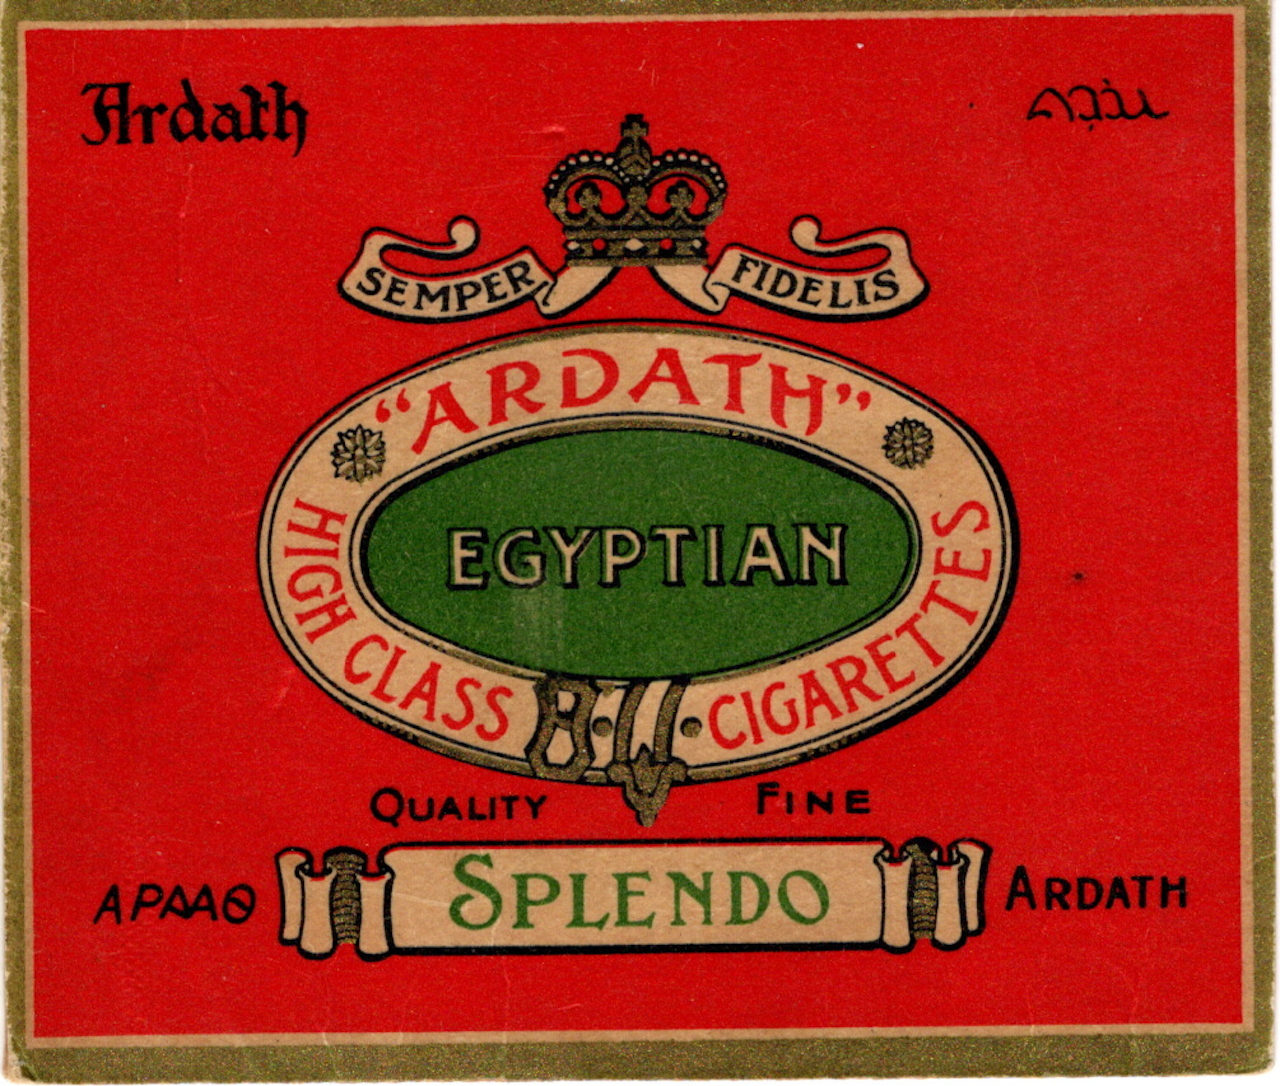 Ardath
SEMPER FIDELIS
"ARDATH"
EGYPTIAN
HIGH CLASS CIGARETTES
QUALITY FINE
ΑΡΔΑΘ SPLENDO ARDATH